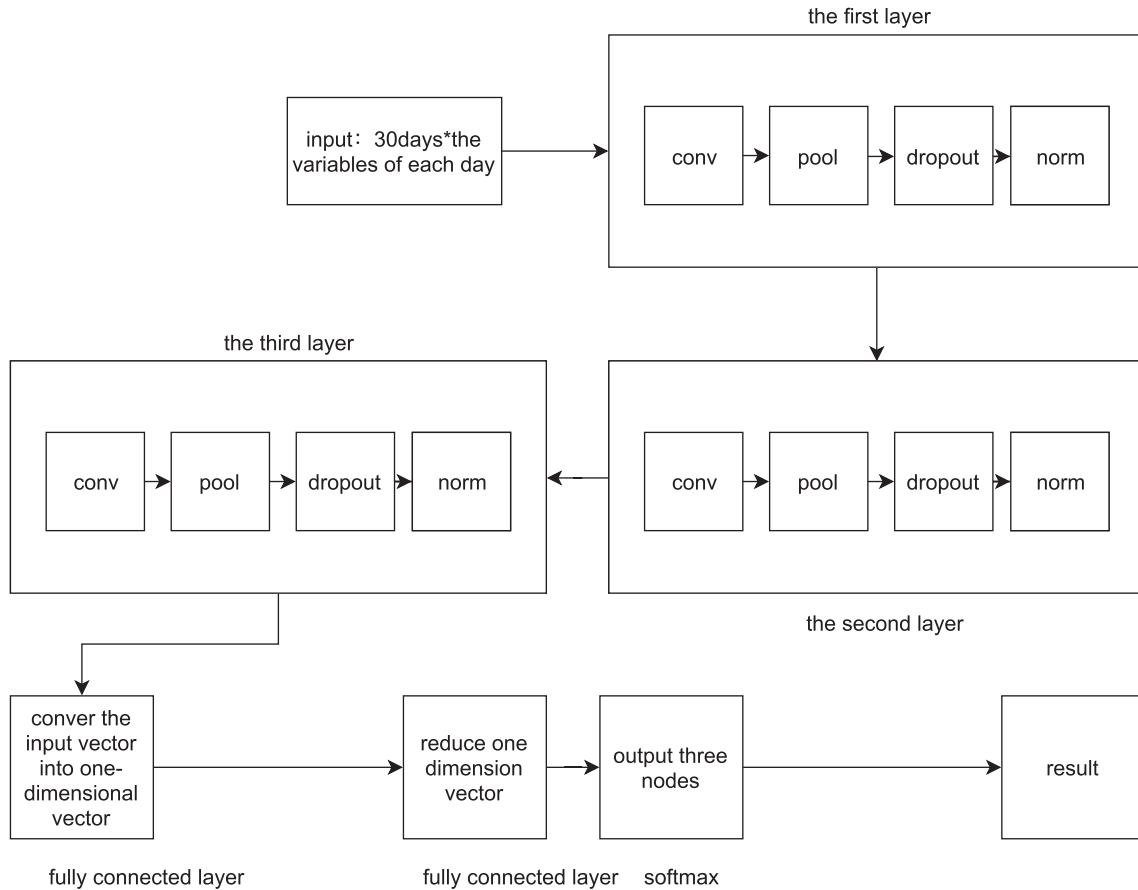 the first layer
input：30days*the
variables of each day
conv
pool
dropout
norm
the third layer
conv
pool
dropout
norm
conv
pool
dropout
norm
the second layer
conver the
input vector
into one-
dimensional
vector
reduce one
dimension
vector
output three
nodes
result
fully connected layer
fully connected layer
softmax